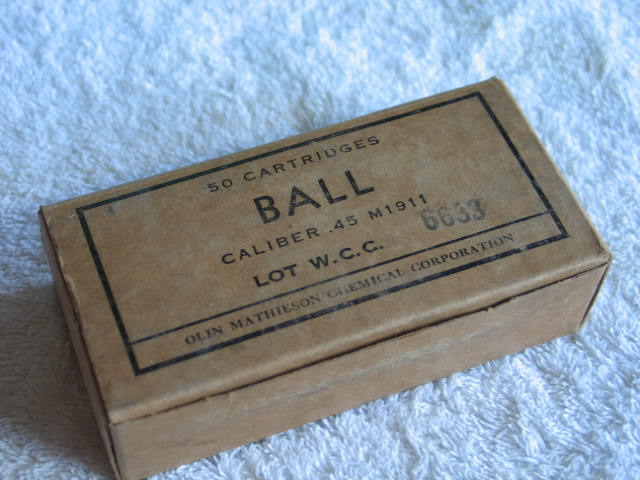 50 CARTRIDGES
BALL
CALIBER .45 M1911
LOT W.C.C. 6633
OLIN MATHIESON CHEMICAL CORPORATION